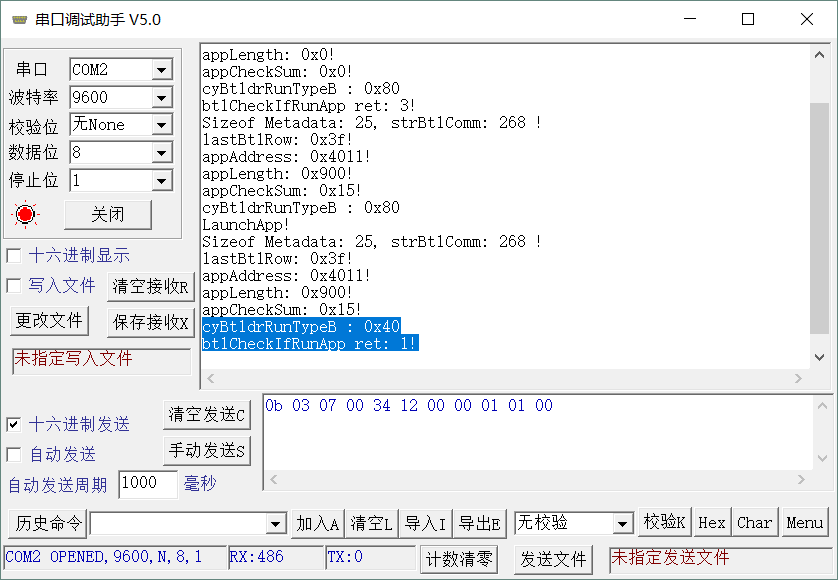 串口调试助手 V5.0
串口 COM2
波特率 9600
校验位 无None
数据位 8
停止位 1
关闭
十六进制显示
写入文件 清空接收R
更改文件 保存接收X
未指定写入文件
appLength: 0x0!
appCheckSum: 0x0!
cyBtldrRunTypeB : 0x80
btlCheckIfRunApp ret: 3!
Sizeof Metadata: 25, strBtlComm: 268 !
lastBtlRow: 0x3f!
appAddress: 0x4011!
appLength: 0x900!
appCheckSum: 0x15!
cyBtldrRunTypeB : 0x80
LaunchApp!
Sizeof Metadata: 25, strBtlComm: 268 !
lastBtlRow: 0x3f!
appAddress: 0x4011!
appLength: 0x900!
appCheckSum: 0x15!
cyBtldrRunTypeB : 0x40
btlCheckIfRunApp ret: 1!
十六进制发送 清空发送C
自动发送 手动发送S
自动发送周期 1000 毫秒
0b 03 07 00 34 12 00 00 01 01 00
历史命令 加入A 清空L 导入I 导出E 无校验 校验K Hex Char Menu
COM2 OPENED,9600,N,8,1 RX:486 TX:0 计数清零 发送文件 未指定发送文件